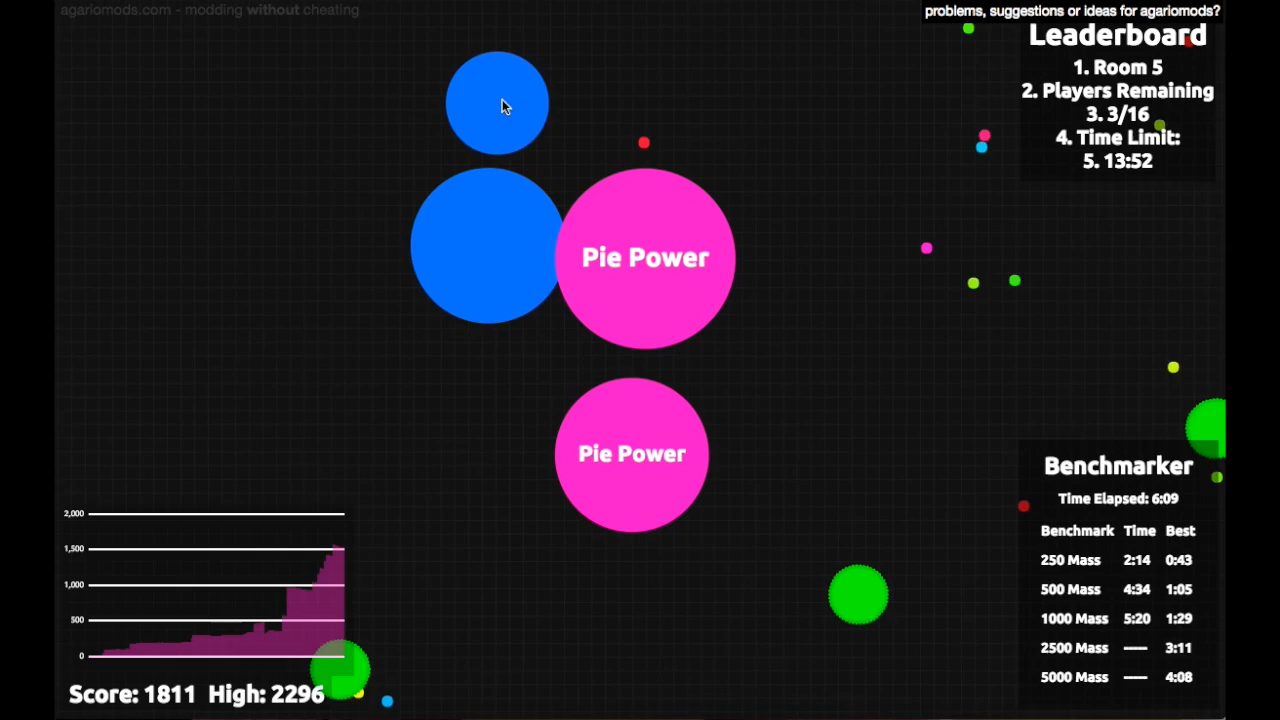 agariomods.com - modding without cheating
problems, suggestions or ideas for agariomods?
Leaderboard
1. Room 5
2. Players Remaining
3. 3/16
4. Time Limit:
5. 13:52
Pie Power
Pie Power
Benchmarker
Time Elapsed: 6:09
Benchmark Time Best
250 Mass 2:14 0:43
500 Mass 4:34 1:05
1000 Mass 5:20 1:29
2500 Mass —— 3:11
5000 Mass —— 4:08
2,000
1,500
1,000
500
0
Score: 1811 High: 2296